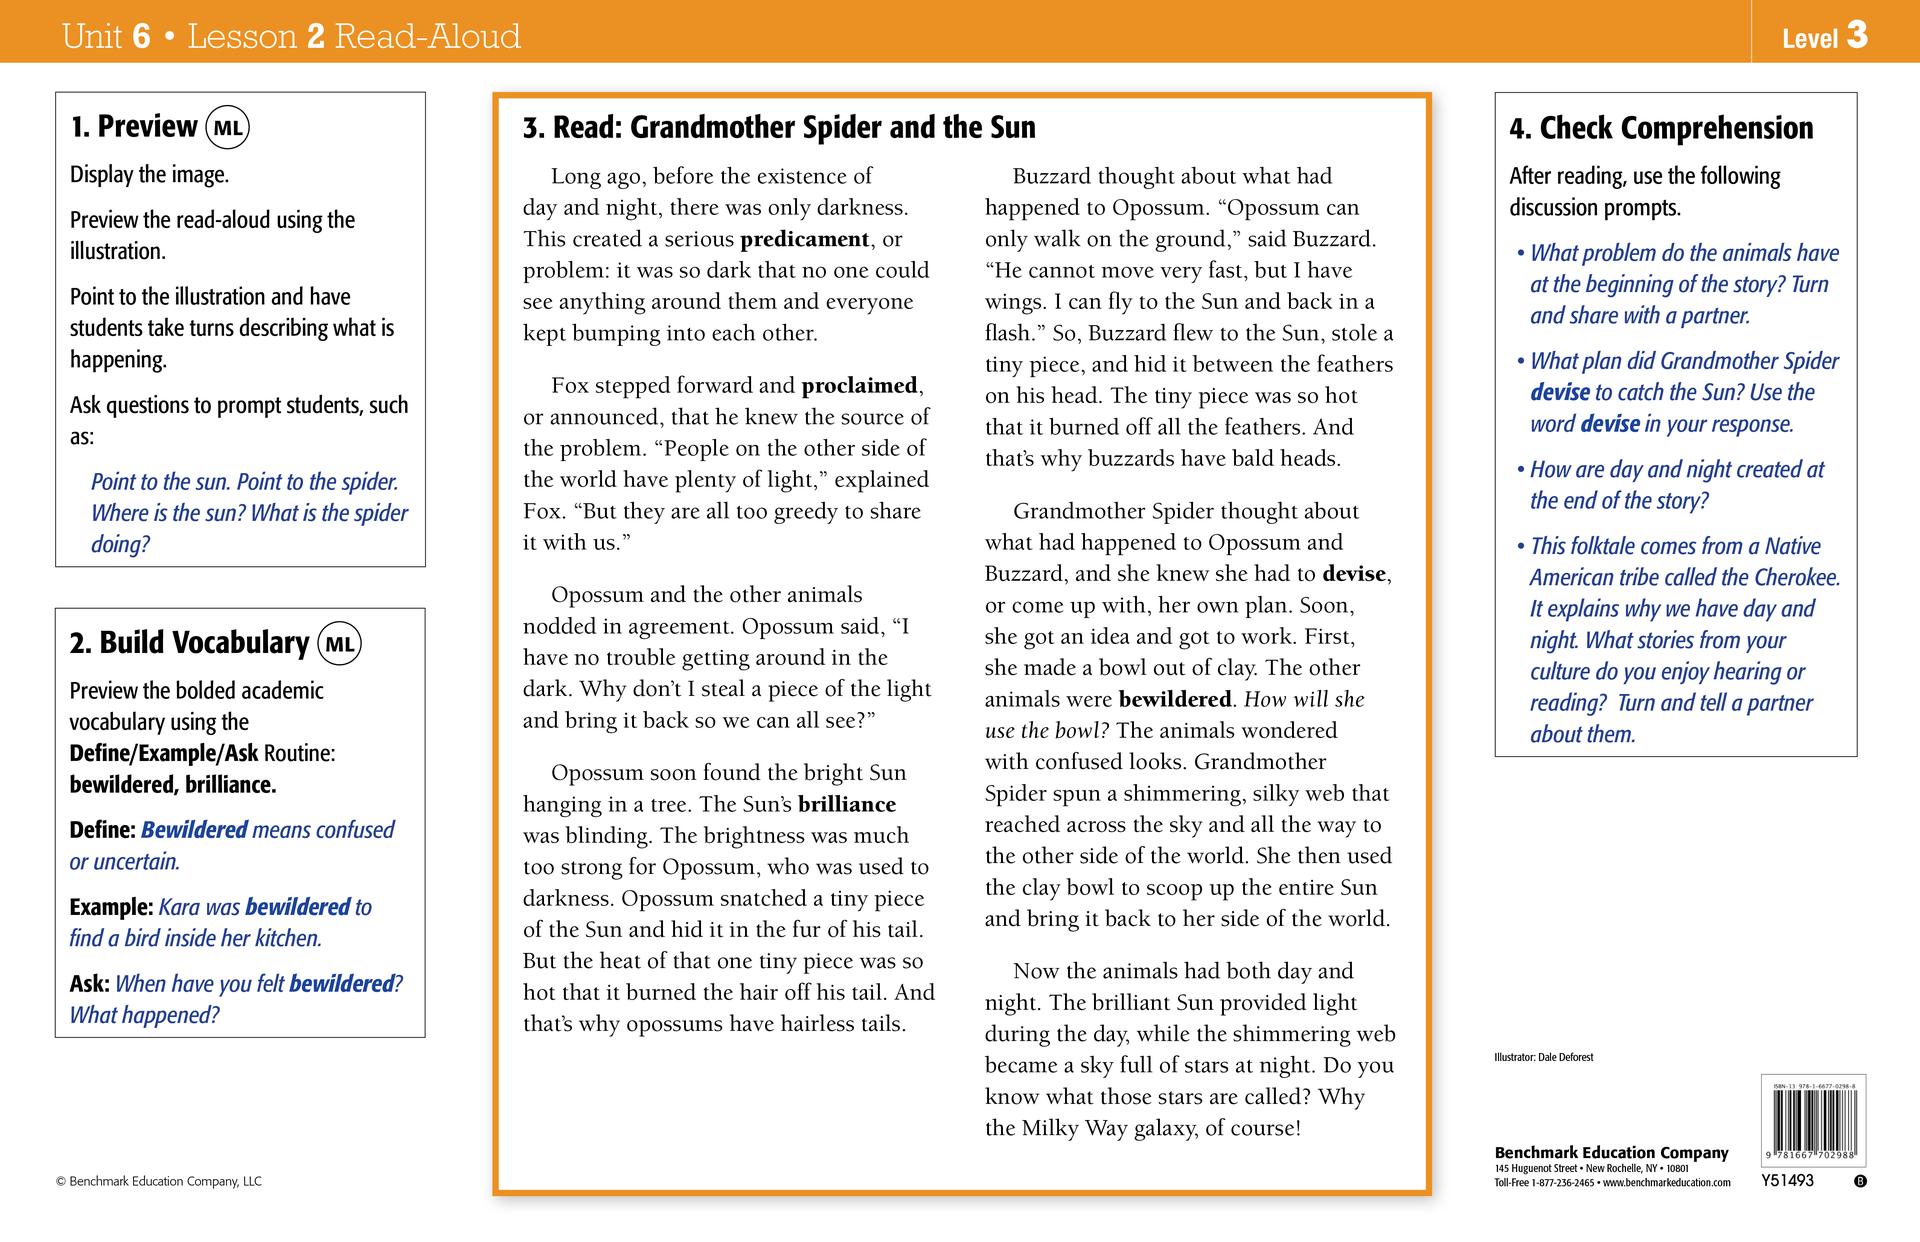 Unit 6 • Lesson 2 Read-Aloud
Level 3
1. Preview ML
Display the image.
Preview the read-aloud using the
illustration.
Point to the illustration and have
students take turns describing what is
happening.
Ask questions to prompt students, such
as:
Point to the sun. Point to the spider.
Where is the sun? What is the spider
doing?
2. Build Vocabulary ML
Preview the bolded academic
vocabulary using the
Define/Example/Ask Routine:
bewildered, brilliance.
Define: Bewildered means confused
or uncertain.
Example: Kara was bewildered to
find a bird inside her kitchen.
Ask: When have you felt bewildered?
What happened?
© Benchmark Education Company, LLC
3. Read: Grandmother Spider and the Sun
Long ago, before the existence of
day and night, there was only darkness.
This created a serious predicament, or
problem: it was so dark that no one could
see anything around them and everyone
kept bumping into each other.
Fox stepped forward and proclaimed,
or announced, that he knew the source of
the problem. “People on the other side of
the world have plenty of light,” explained
Fox. “But they are all too greedy to share
it with us.”
Opossum and the other animals
nodded in agreement. Opossum said, “I
have no trouble getting around in the
dark. Why don’t I steal a piece of the light
and bring it back so we can all see?”
Opossum soon found the bright Sun
hanging in a tree. The Sun’s brilliance
was blinding. The brightness was much
too strong for Opossum, who was used to
darkness. Opossum snatched a tiny piece
of the Sun and hid it in the fur of his tail.
But the heat of that one tiny piece was so
hot that it burned the hair off his tail. And
that’s why opossums have hairless tails.
Buzzard thought about what had
happened to Opossum. “Opossum can
only walk on the ground,” said Buzzard.
“He cannot move very fast, but I have
wings. I can fly to the Sun and back in a
flash.” So, Buzzard flew to the Sun, stole a
tiny piece, and hid it between the feathers
on his head. The tiny piece was so hot
that it burned off all the feathers. And
that’s why buzzards have bald heads.
Grandmother Spider thought about
what had happened to Opossum and
Buzzard, and she knew she had to devise,
or come up with, her own plan. Soon,
she got an idea and got to work. First,
she made a bowl out of clay. The other
animals were bewildered. How will she
use the bowl? The animals wondered
with confused looks. Grandmother
Spider spun a shimmering, silky web that
reached across the sky and all the way to
the other side of the world. She then used
the clay bowl to scoop up the entire Sun
and bring it back to her side of the world.
Now the animals had both day and
night. The brilliant Sun provided light
during the day, while the shimmering web
became a sky full of stars at night. Do you
know what those stars are called? Why
the Milky Way galaxy, of course!
4. Check Comprehension
After reading, use the following
discussion prompts.
• What problem do the animals have
at the beginning of the story? Turn
and share with a partner.
• What plan did Grandmother Spider
devise to catch the Sun? Use the
word devise in your response.
• How are day and night created at
the end of the story?
• This folktale comes from a Native
American tribe called the Cherokee.
It explains why we have day and
night. What stories from your
culture do you enjoy hearing or
reading? Turn and tell a partner
about them.
Illustrator: Dale Deforest
Benchmark Education Company
145 Huguenot Street • New Rochelle, NY • 10801
Toll-Free 1-877-236-2465 • www.benchmarkeducation.com
ISBN-13 978-1-6677-0298-8
9 781667 702988
Y51493
B